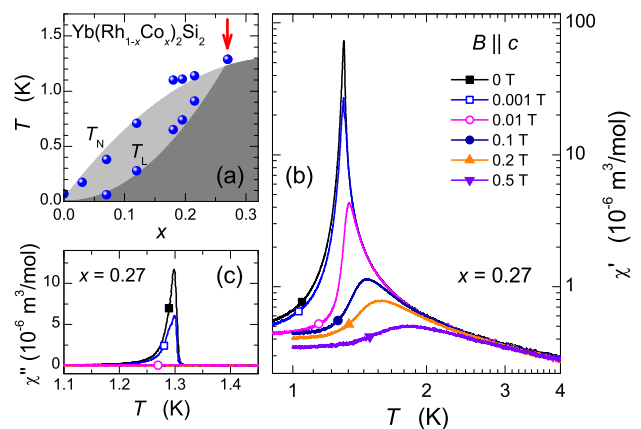 Yb(Rh₁₋ₓCoₓ)₂Si₂
1.5
1.0
0.5
0.0
T (K)
T_N
T_L
(a)
0.0
0.1
0.2
0.3
x
10
5
0
χ'' (10⁻⁶ m³/mol)
x = 0.27
(c)
1.1
1.2
1.3
1.4
T (K)
B || c
0 T
0.001 T
0.01 T
0.1 T
0.2 T
0.5 T
(b)
x = 0.27
100
10
1
χ' (10⁻⁶ m³/mol)
1
2
3
4
T (K)